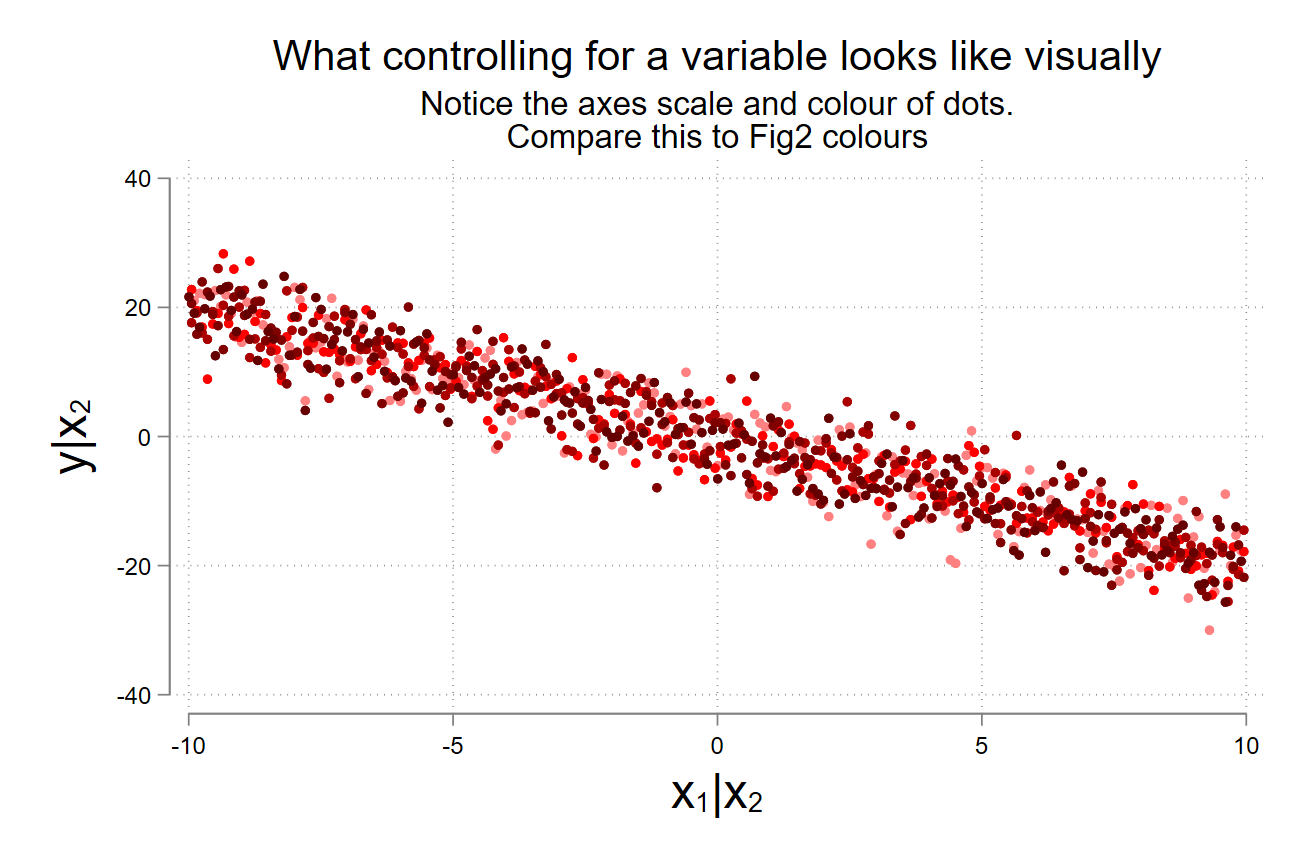 What controlling for a variable looks like visually
Notice the axes scale and colour of dots.
Compare this to Fig2 colours
40
20
0
-20
-40
y|x₂
-10
-5
0
5
10
x₁|x₂